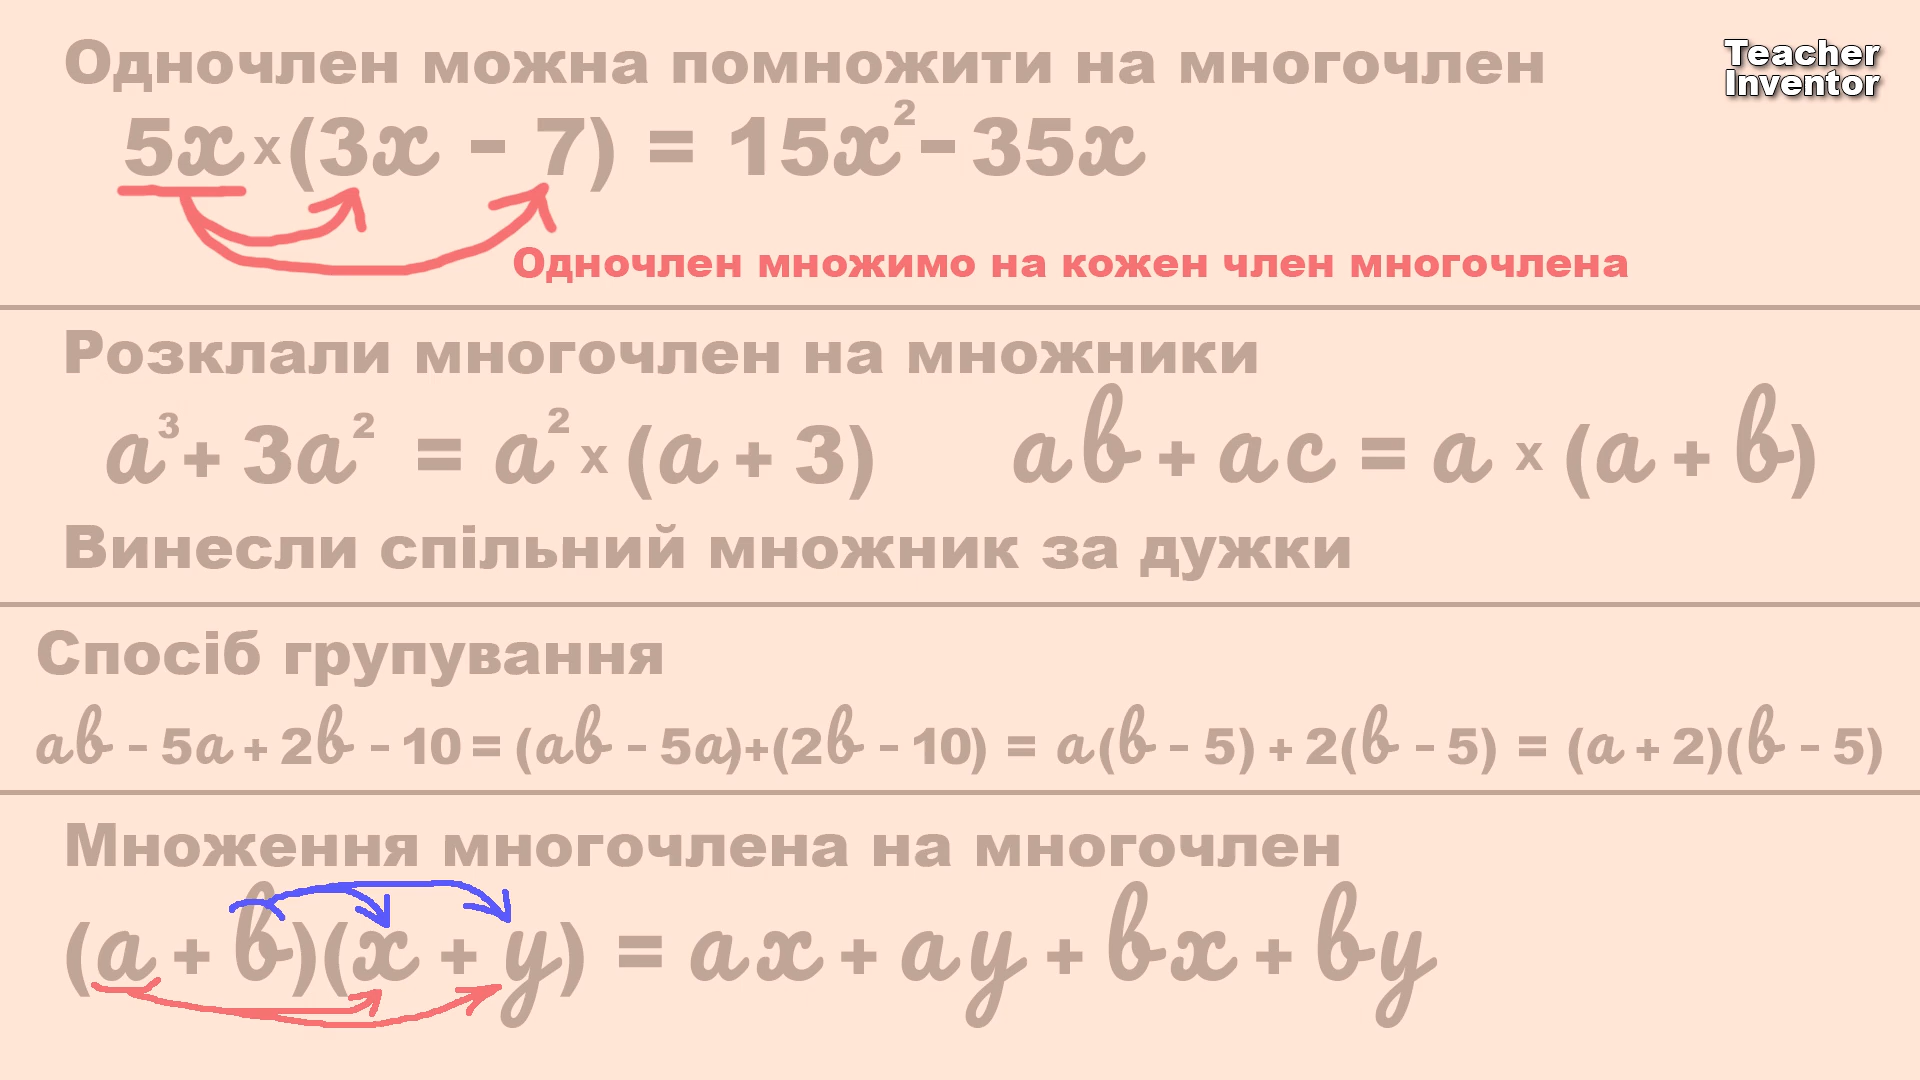 Одночлен можна помножити на многочлен
Teacher
Inventor
5x x (3x - 7) = 15x² - 35x
Одночлен множимо на кожен член многочлена
Розклали многочлен на множники
a³ + 3a² = a² x (a + 3) ab + ac = a x (a + b)
Винесли спільний множник за дужки
Спосіб групування
ab - 5a + 2b - 10 = (ab - 5a)+(2b - 10) = a(b - 5) + 2(b - 5) = (a + 2)(b - 5)
Множення многочлена на многочлен
(a + b)(x + y) = ax + ay + bx + by